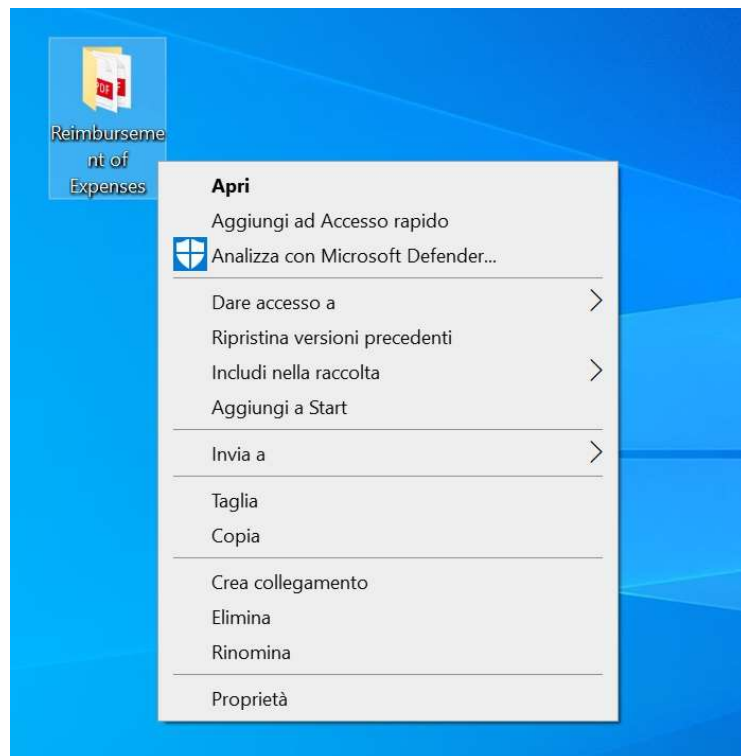 PDF
F
Reimburseme
nt of
Expenses
Apri
Aggiungi ad Accesso rapido
Analizza con Microsoft Defender...
Dare accesso a
Ripristina versioni precedenti
Includi nella raccolta
Aggiungi a Start
Invia a
Taglia
Copia
Crea collegamento
Elimina
Rinomina
Proprietà